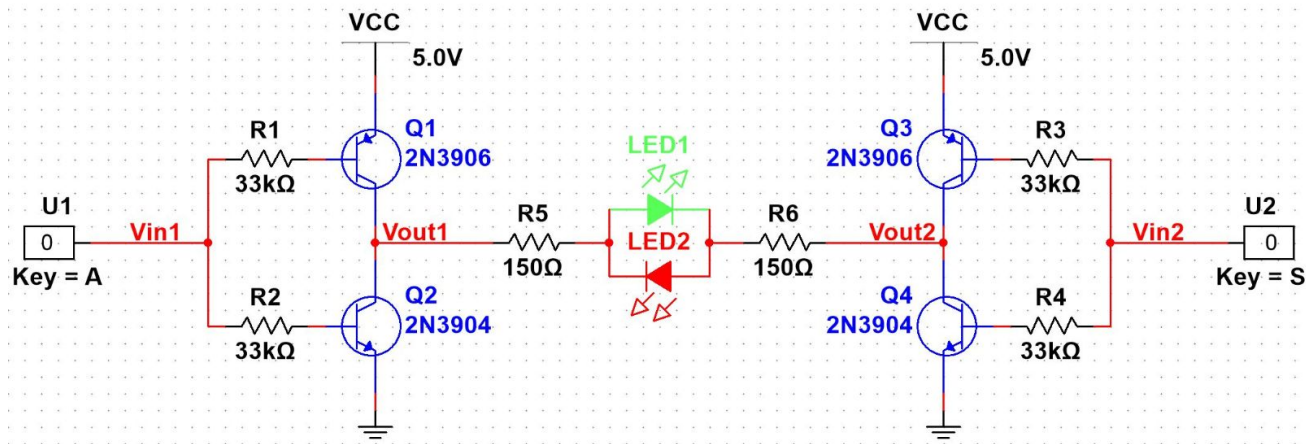 VCC
5.0V
VCC
5.0V
R1
33kΩ
Q1
2N3906
LED1
Q3
2N3906
R3
33kΩ
U1
0
Key = A
Vin1
Vout1
R5
150Ω
LED2
R6
150Ω
Vout2
Vin2
U2
0
Key = S
R2
33kΩ
Q2
2N3904
Q4
2N3904
R4
33kΩ